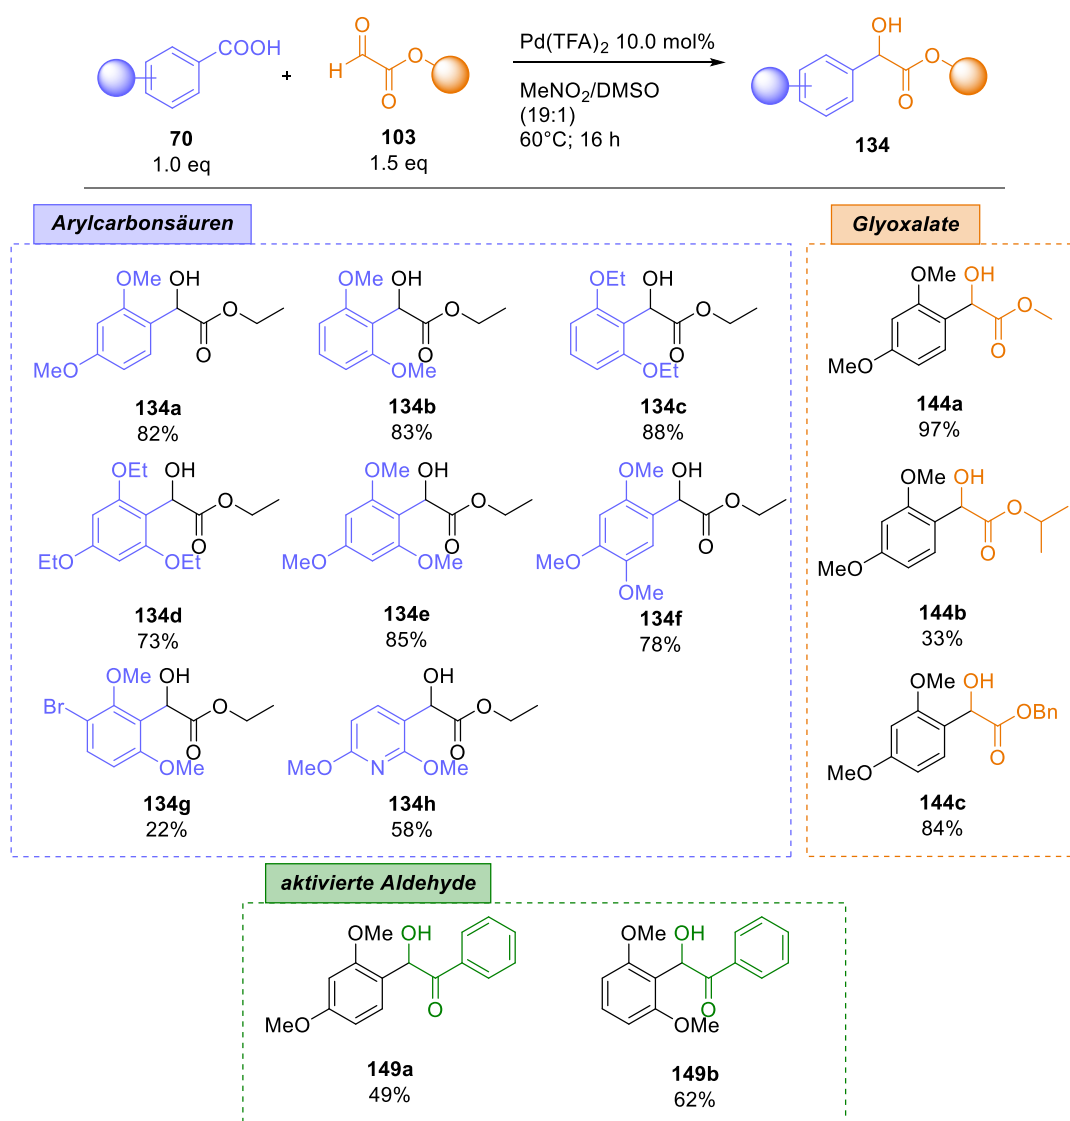 COOH
+
O
H
O
O
70
1.0 eq
103
1.5 eq
Pd(TFA)2 10.0 mol%
MeNO2/DMSO
(19:1)
60°C; 16 h
OH
O
O
134
Arylcarbonsäuren
Glyoxalate
OMe
OH
O
O
MeO
134a
82%
OMe
OH
O
O
OMe
134b
83%
OEt
OH
O
O
OEt
134c
88%
OMe
OH
O
O
MeO
144a
97%
OEt
OH
O
O
EtO
OEt
134d
73%
OMe
OH
O
O
MeO
OMe
134e
85%
OMe
OH
O
O
MeO
OMe
134f
78%
OMe
OH
O
O
MeO
144b
33%
Br
OMe
OH
O
O
OMe
134g
22%
OH
O
O
MeO
N
OMe
134h
58%
OMe
OH
OBn
O
MeO
144c
84%
aktivierte Aldehyde
OMe
OH
O
MeO
149a
49%
OMe
OH
O
OMe
149b
62%